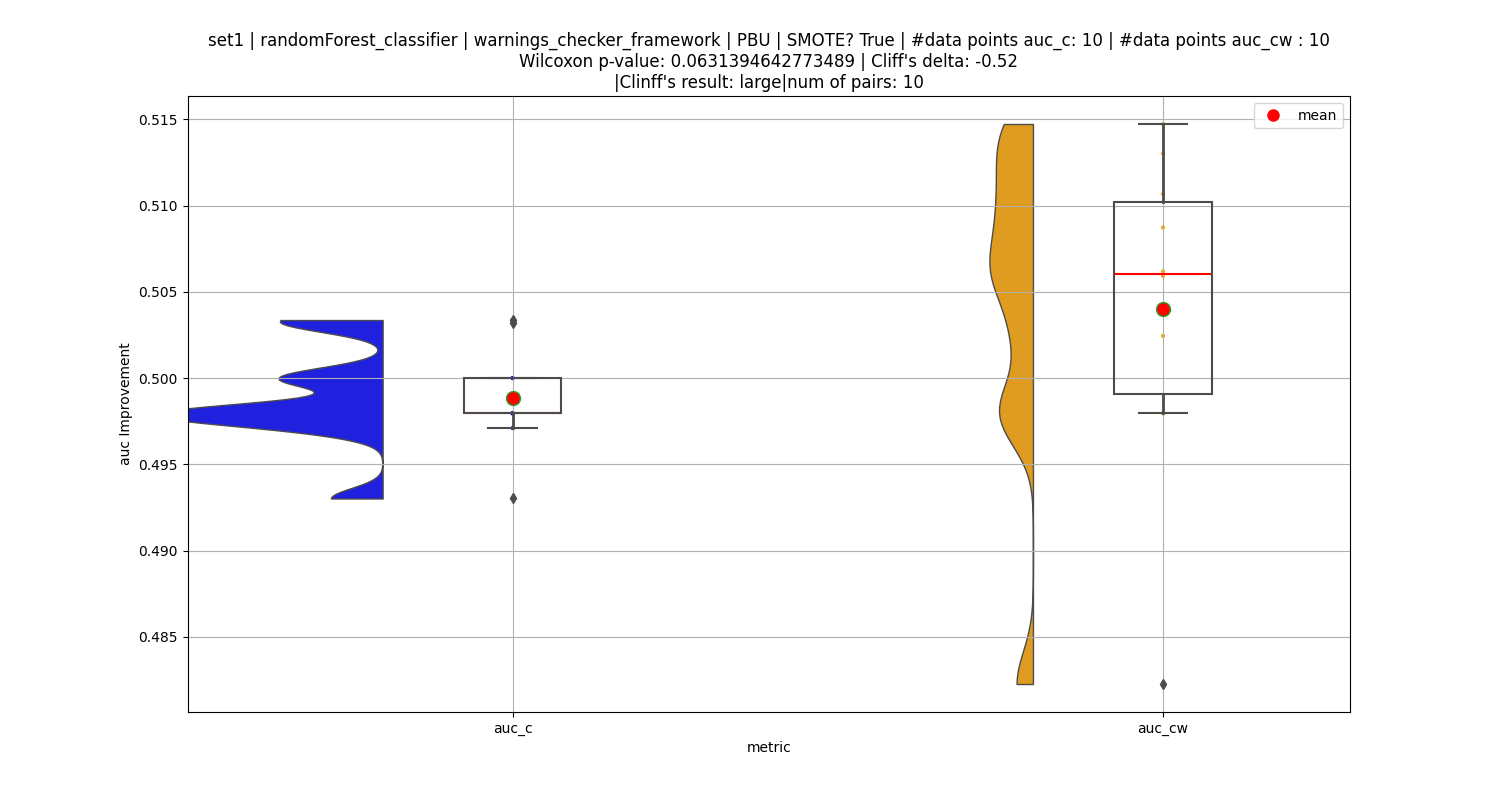 set1 | randomForest_classifier | warnings_checker_framework | PBU | SMOTE? True | #data points auc_c: 10 | #data points auc_cw : 10
Wilcoxon p-value: 0.0631394642773489 | Cliff's delta: -0.52
|Clinff's result: large|num of pairs: 10
mean
0.515
0.510
0.505
0.500
0.495
0.490
0.485
auc Improvement
auc_c
auc_cw
metric